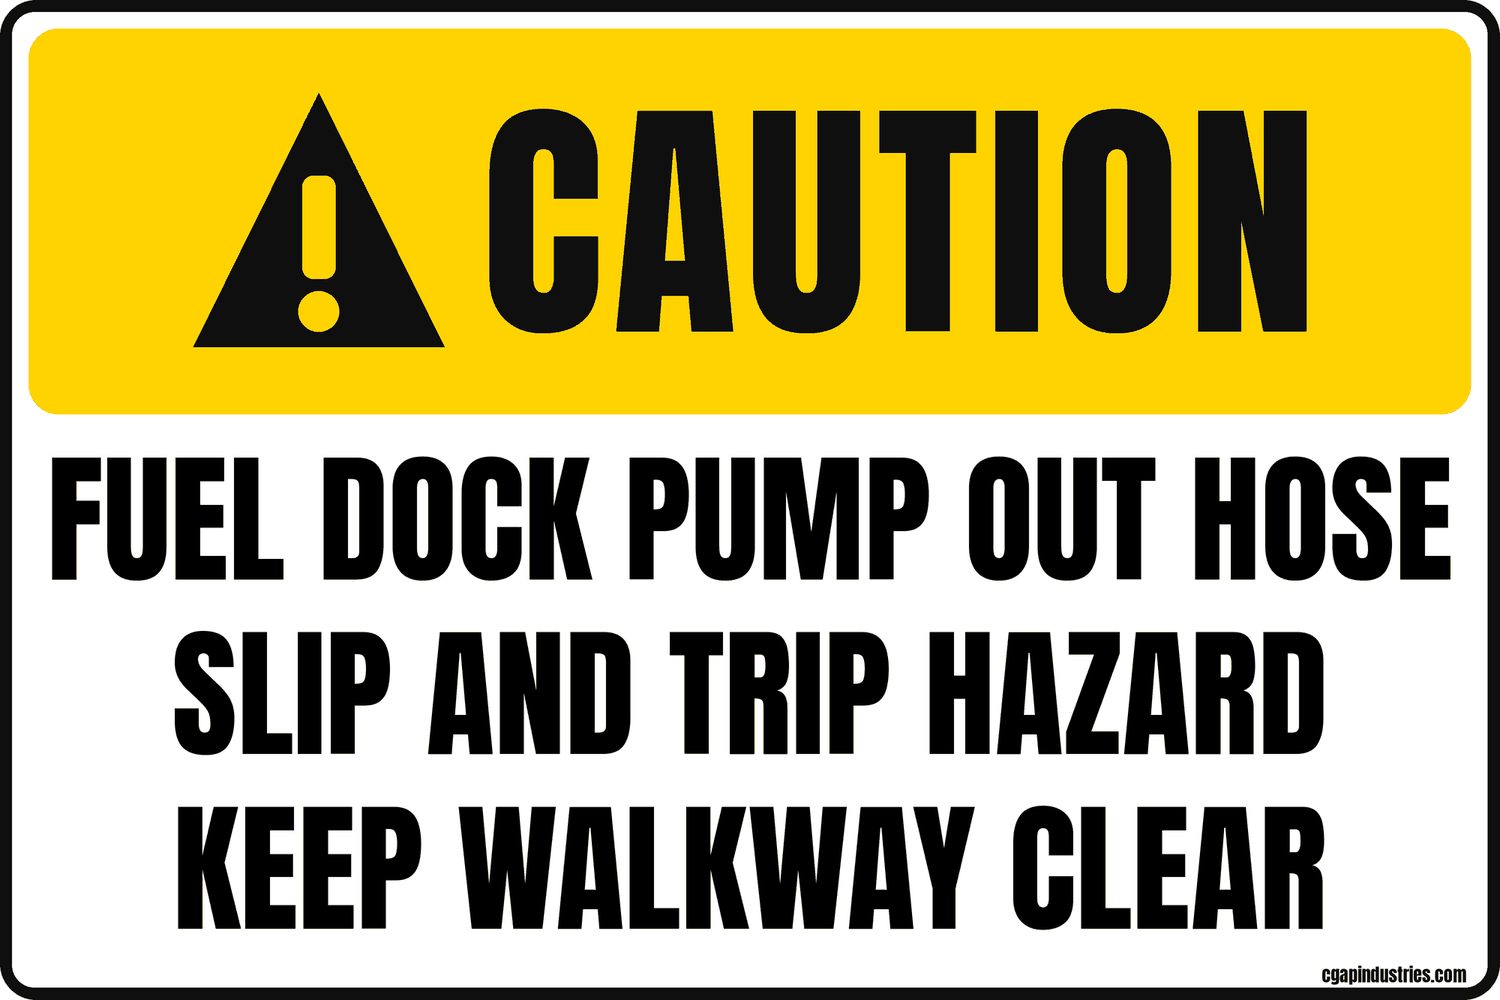 CAUTION
FUEL DOCK PUMP OUT HOSE
SLIP AND TRIP HAZARD
KEEP WALKWAY CLEAR
cgapindustries.com